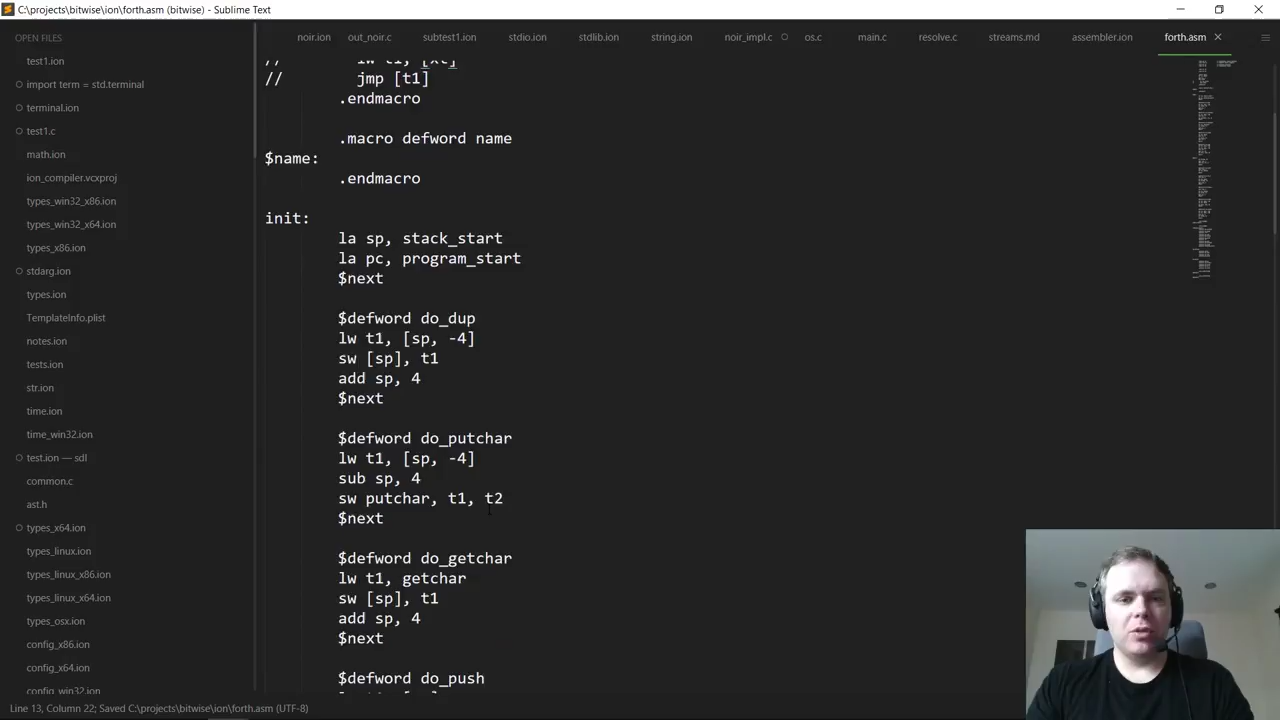 C:\projects\bitwise\ion\forth.asm (bitwise) - Sublime Text
OPEN FILES
test1.ion
import term = std.terminal
terminal.ion
test1.c
math.ion
ion_compiler.vcxproj
types_win32_x86.ion
types_win32_x64.ion
types_x86.ion
stdarg.ion
types.ion
TemplateInfo.plist
notes.ion
tests.ion
str.ion
time.ion
time_win32.ion
test.ion — sdl
common.c
ast.h
types_x64.ion
types_linux.ion
types_linux_x86.ion
types_linux_x64.ion
types_osx.ion
config_x86.ion
config_x64.ion
config_win32.ion
noir.ion out_noir.c subtest1.ion stdio.ion stdlib.ion string.ion noir_impl.c os.c main.c resolve.c streams.md assembler.ion forth.asm
// lw t1, [xt]
// jmp [t1]
.endmacro
.macro defword name
$name:
.endmacro
init:
la sp, stack_start
la pc, program_start
$next
$defword do_dup
lw t1, [sp, -4]
sw [sp], t1
add sp, 4
$next
$defword do_putchar
lw t1, [sp, -4]
sub sp, 4
sw putchar, t1, t2
$next
$defword do_getchar
lw t1, getchar
sw [sp], t1
add sp, 4
$next
$defword do_push
Line 13, Column 22; Saved C:\projects\bitwise\ion\forth.asm (UTF-8)